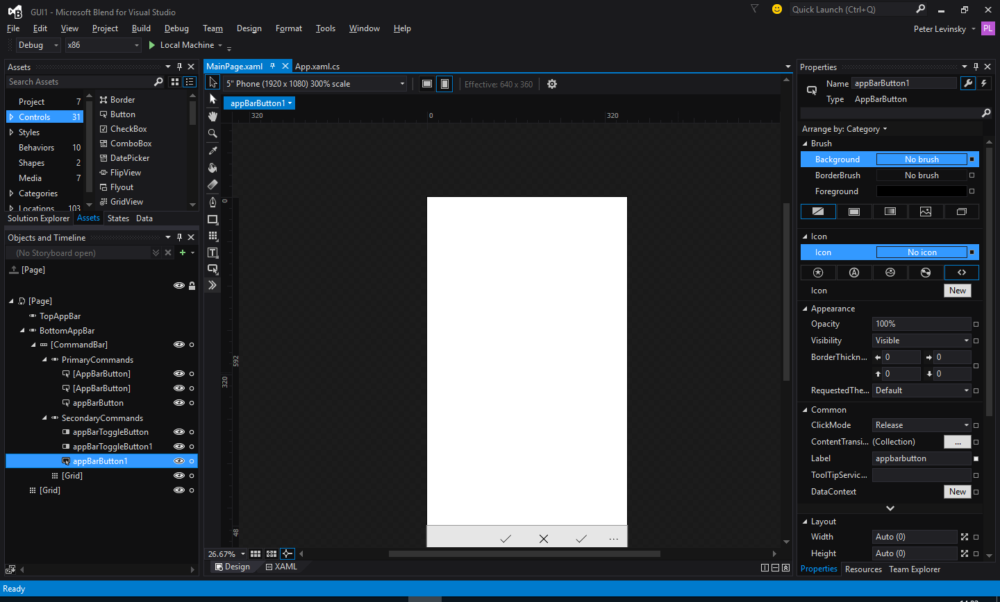 GUI1 - Microsoft Blend for Visual Studio
Quick Launch (Ctrl+Q)
File Edit View Project Build Debug Team Design Format Tools Window Help
Peter Levinsky PL
Debug x86 Local Machine
Assets
Search Assets
Project 7
Controls 31
Styles
Behaviors 10
Shapes 2
Media 7
Categories
Locations 103
Border
Button
CheckBox
ComboBox
DatePicker
FlipView
Flyout
GridView
Solution Explorer Assets States Data
Objects and Timeline
(No Storyboard open)
[Page]
[Page]
TopAppBar
BottomAppBar
[CommandBar]
PrimaryCommands
[AppBarButton]
[AppBarButton]
appBarButton
SecondaryCommands
appBarToggleButton
appBarToggleButton1
appBarButton1
[Grid]
[Grid]
MainPage.xaml App.xaml.cs
5" Phone (1920 x 1080) 300% scale
Effective: 640 x 360
appBarButton1
320 0 320
0
592
320
48
26.67%
Design XAML
Properties
Name appBarButton1
Type AppBarButton
Arrange by: Category
Brush
Background No brush
BorderBrush No brush
Foreground
Icon
Icon No icon
Icon New
Appearance
Opacity 100%
Visibility Visible
BorderThickn... 0 0
0 0
RequestedThe... Default
Common
ClickMode Release
ContentTransi... (Collection) ...
Label appbarbutton
ToolTipServic...
DataContext New
Layout
Width Auto (0)
Height Auto (0)
Properties Resources Team Explorer
Ready